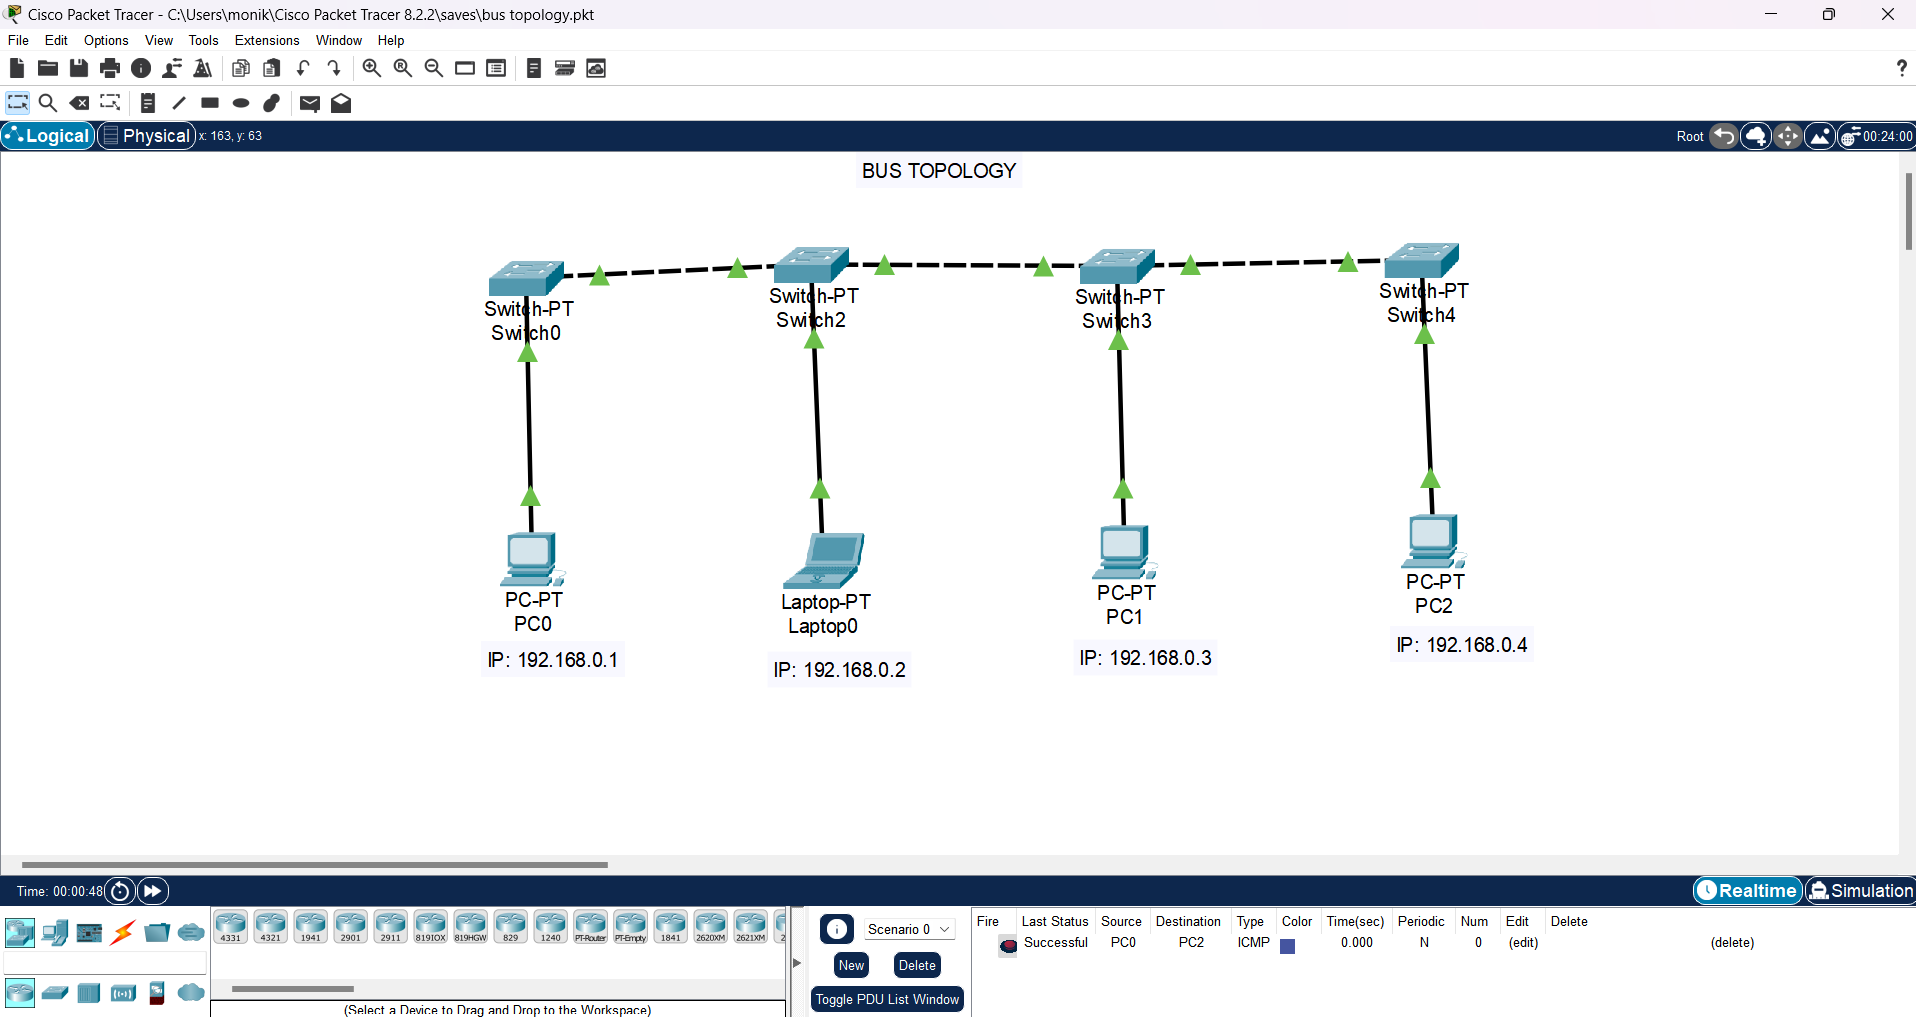 Cisco Packet Tracer - C:\Users\monik\Cisco Packet Tracer 8.2.2\saves\bus topology.pkt
File Edit Options View Tools Extensions Window Help
?
Logical Physical x: 163, y: 63 Root 00:24:00
BUS TOPOLOGY
Switch-PT
Switch0
Switch-PT
Switch2
Switch-PT
Switch3
Switch-PT
Switch4
PC-PT
PC0
IP: 192.168.0.1
Laptop-PT
Laptop0
IP: 192.168.0.2
PC-PT
PC1
IP: 192.168.0.3
PC-PT
PC2
IP: 192.168.0.4
Time: 00:00:48 Realtime Simulation
4331 4321 1941 2901 2911 819IOX 819HGW 829 1240 PT-Router PT-Empty 1841 2620XM 2621XM 2
(Select a Device to Drag and Drop to the Workspace)
Scenario 0
New Delete
Toggle PDU List Window
Fire Last Status Source Destination Type Color Time(sec) Periodic Num Edit Delete
Successful PC0 PC2 ICMP 0.000 N 0 (edit) (delete)